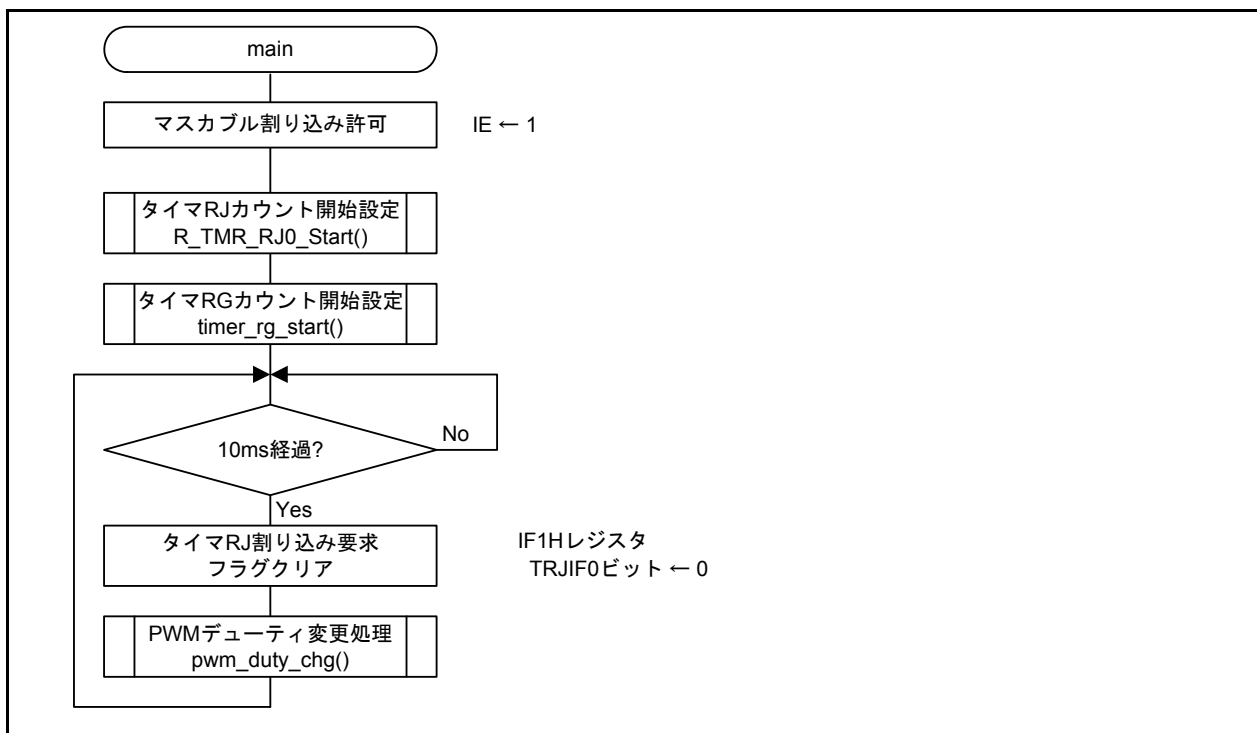 main
マスカブル割り込み許可
IE ← 1
タイマRJカウント開始設定
R_TMR_RJ0_Start()
タイマRGカウント開始設定
timer_rg_start()
10ms経過?
No
Yes
タイマRJ割り込み要求
フラグクリア
IF1Hレジスタ
TRJIF0ビット ← 0
PWMデューティ変更処理
pwm_duty_chg()